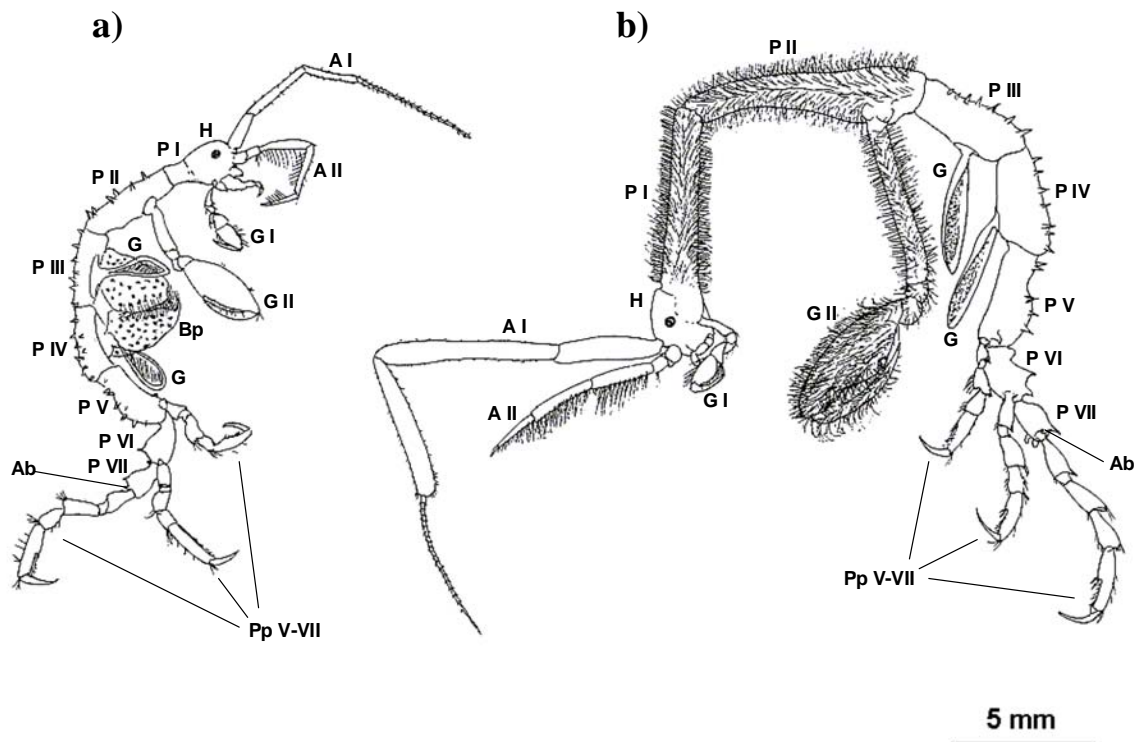 a)
A I
H
P I
A II
P II
G I
G
P III
G II
Bp
P IV
G
P V
P VI
Ab
P VII
Pp V-VII
b)
P II
P III
G
P I
P IV
H
G II
P V
A I
G
P VI
G I
A II
P VII
Ab
Pp V-VII
5 mm